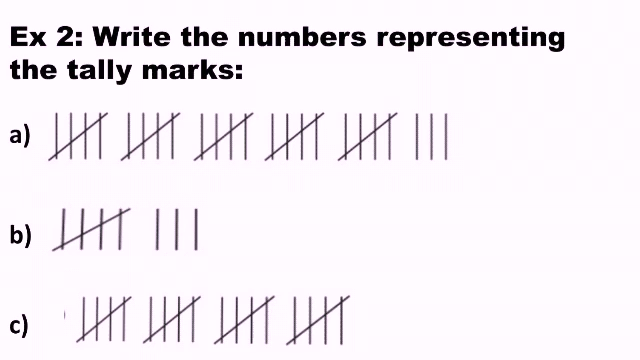 Ex 2: Write the numbers representing
the tally marks:
a)
b)
c)